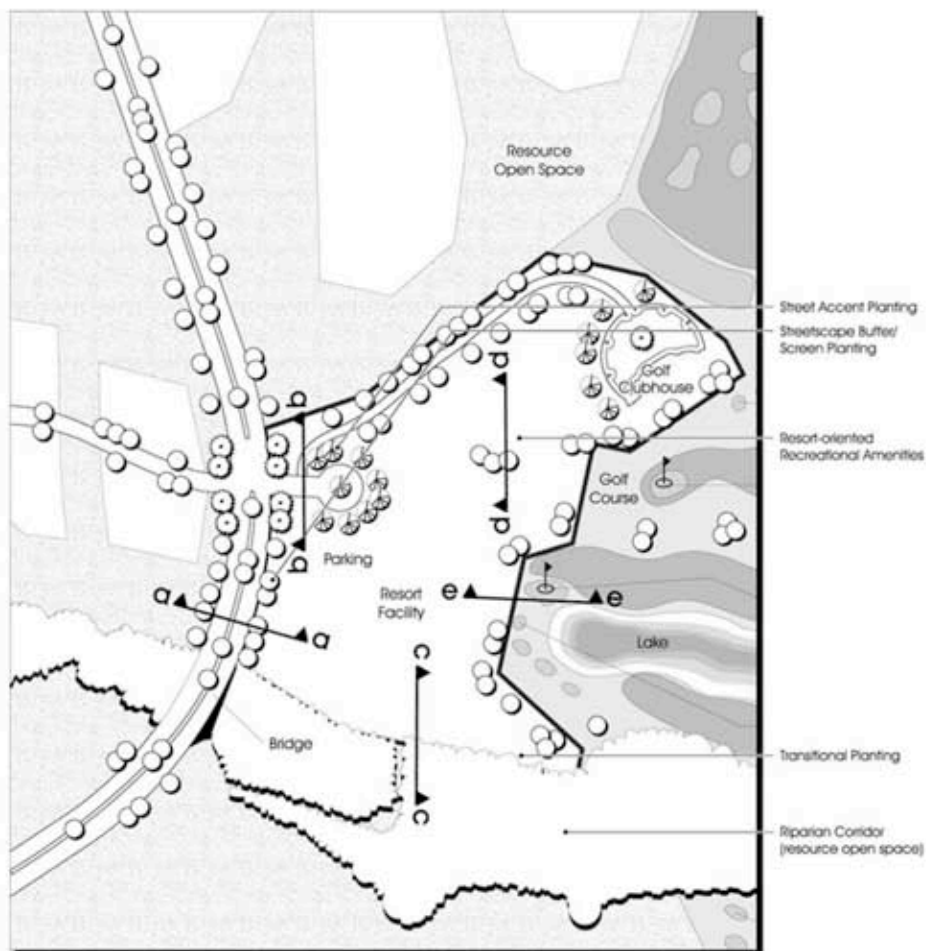 Resource
Open Space
Street Accent Planting
Streetscape Buffer/
Screen Planting
Golf
Clubhouse
Resort-oriented
Recreational Amenities
Golf
Course
Parking
Resort
Facility
Lake
Bridge
Transitional Planting
Riparian Corridor
(resource open space)
a
a
b
b
c
c
d
d
e
e